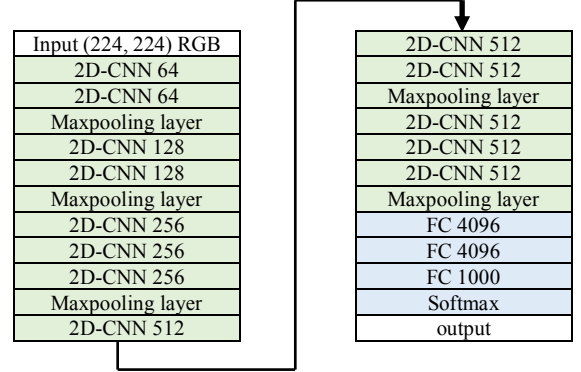 Input (224, 224) RGB
2D-CNN 64
2D-CNN 64
Maxpooling layer
2D-CNN 128
2D-CNN 128
Maxpooling layer
2D-CNN 256
2D-CNN 256
2D-CNN 256
Maxpooling layer
2D-CNN 512
2D-CNN 512
2D-CNN 512
Maxpooling layer
2D-CNN 512
2D-CNN 512
2D-CNN 512
Maxpooling layer
FC 4096
FC 4096
FC 1000
Softmax
output